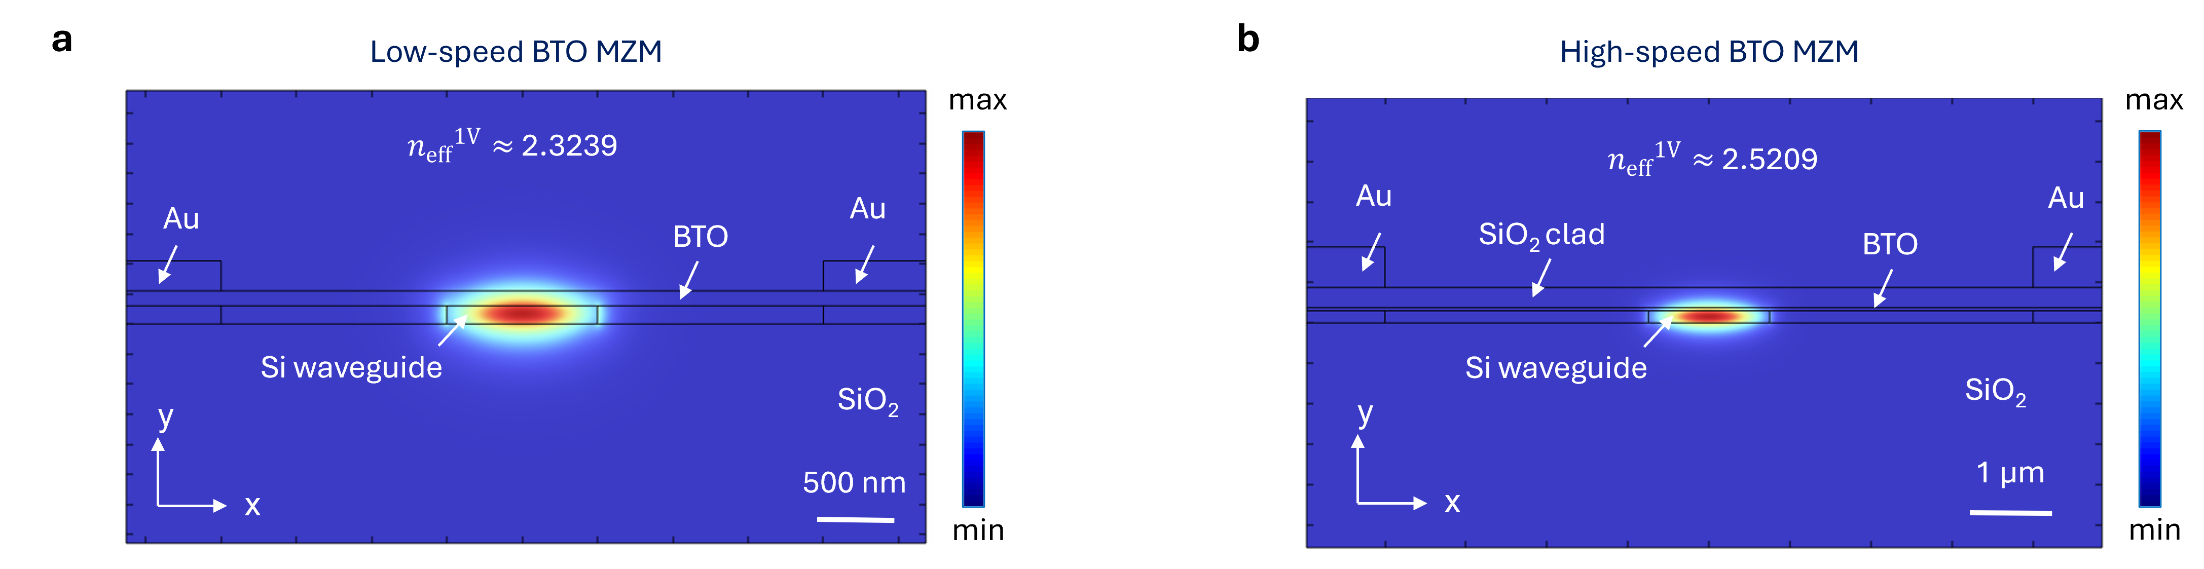 a
Low-speed BTO MZM
max
n_eff^1V ≈ 2.3239
Au
Au
BTO
Si waveguide
SiO₂
y
x
500 nm
min
b
High-speed BTO MZM
max
n_eff^1V ≈ 2.5209
Au
Au
SiO₂ clad
BTO
Si waveguide
SiO₂
y
x
1 µm
min